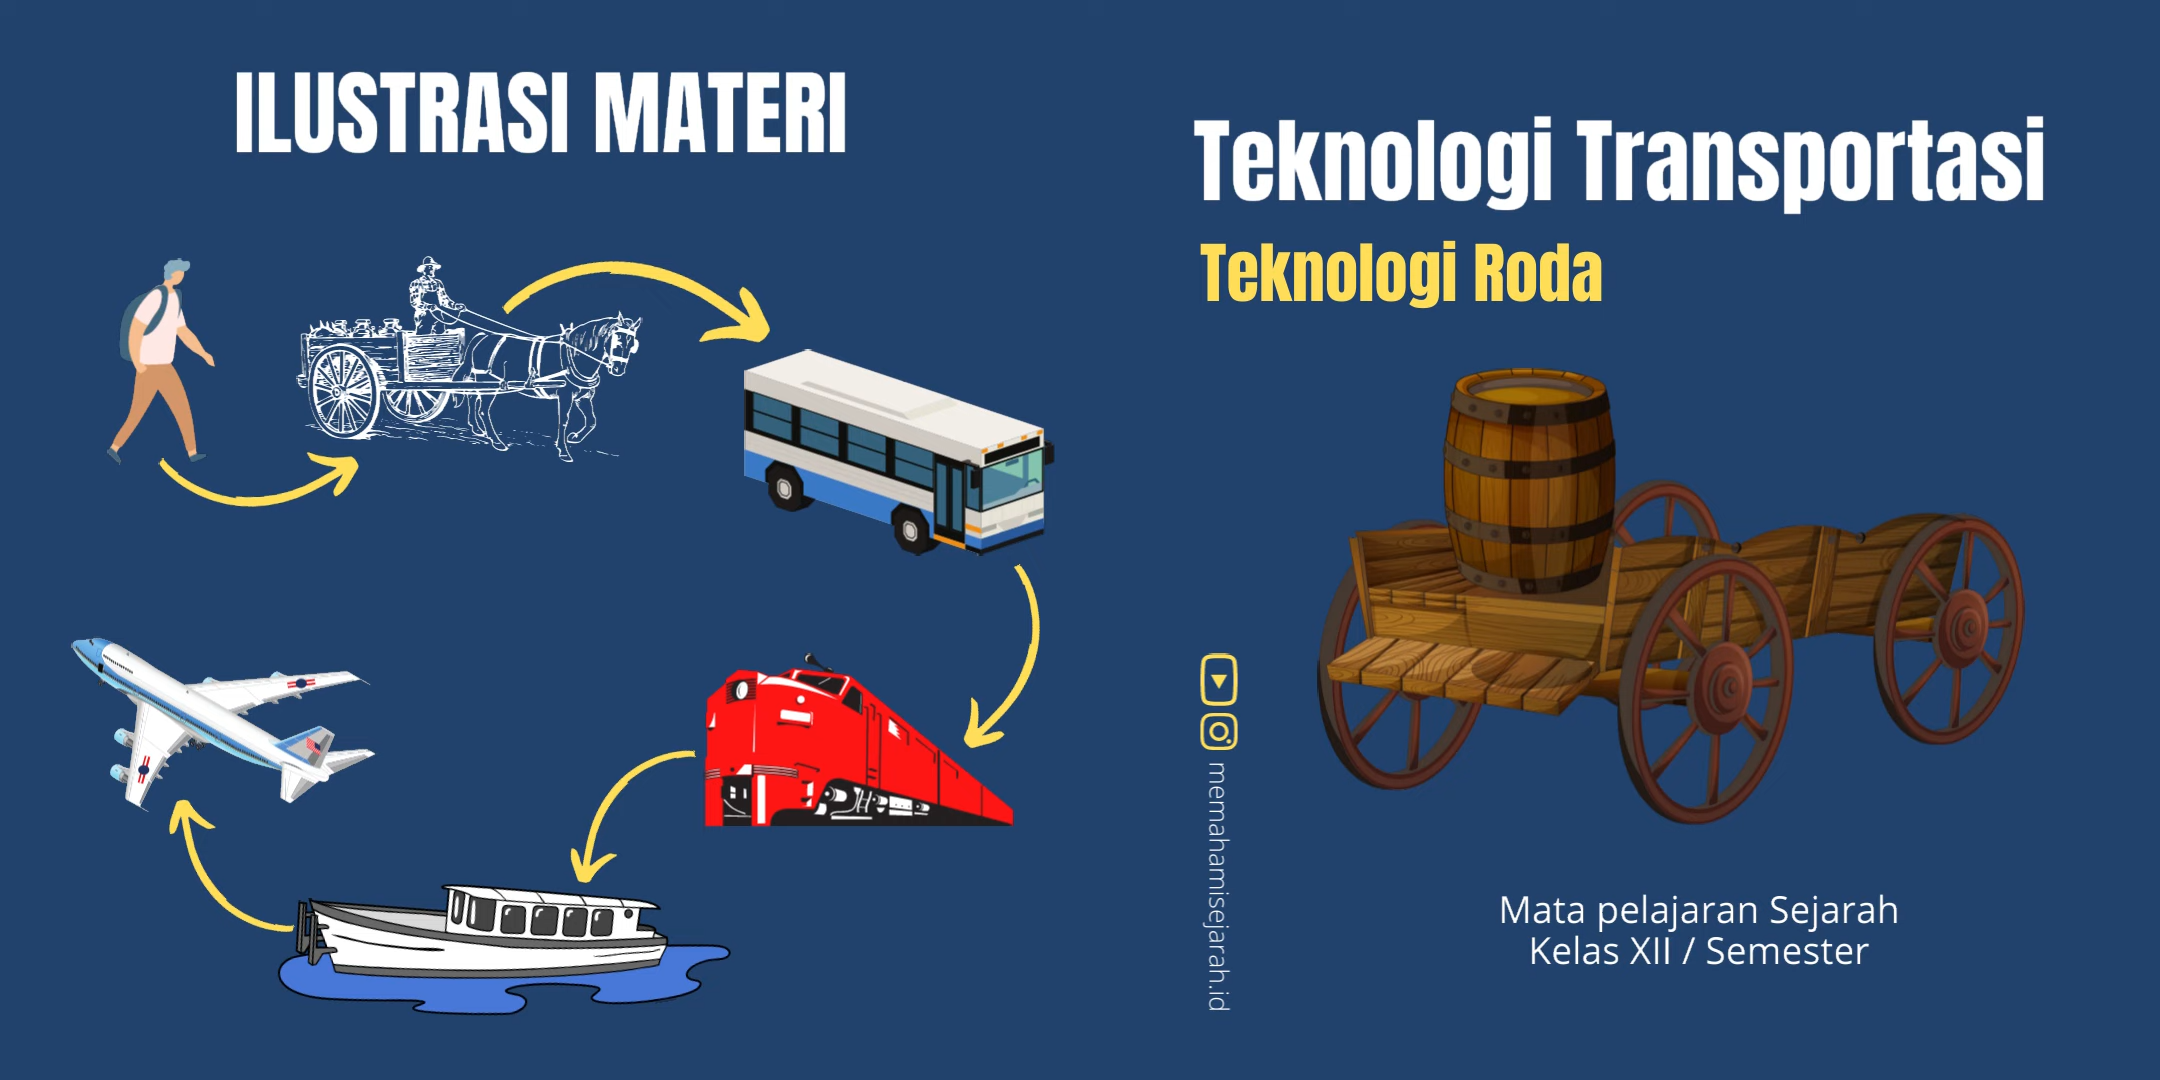 ILUSTRASI MATERI
Teknologi Transportasi
Teknologi Roda
memahamisejarah.id
Mata pelajaran Sejarah
Kelas XII / Semester